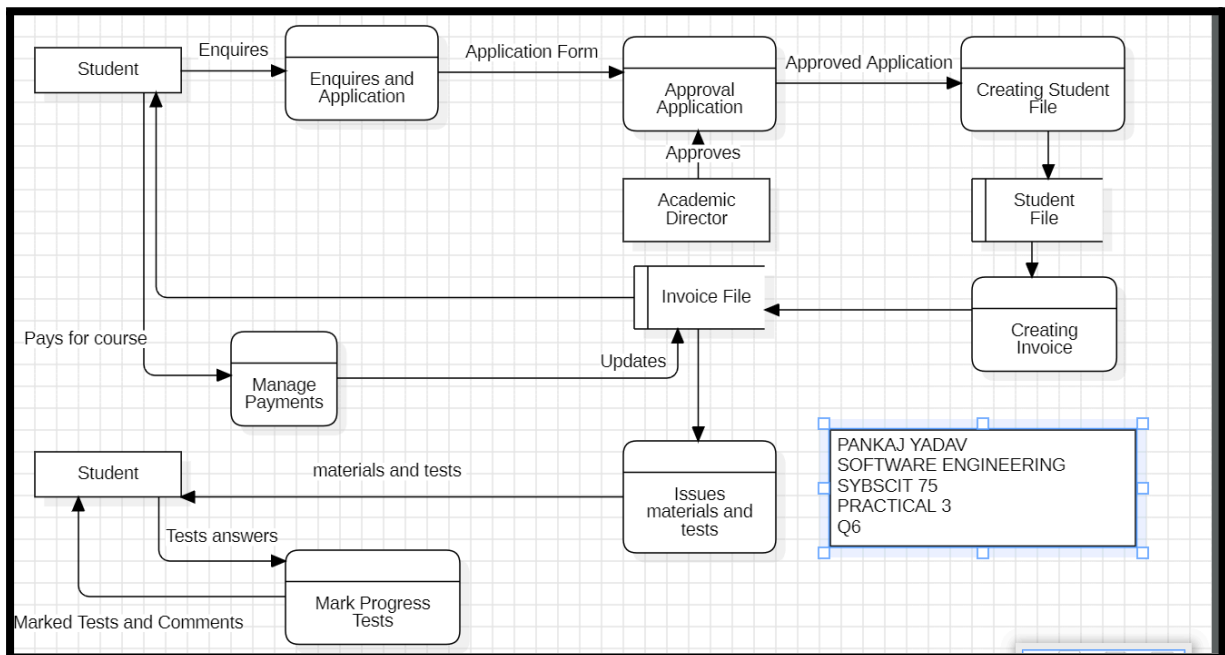 Enquires
Application Form
Approved Application
Student
Enquires and
Application
Approval
Application
Creating Student
File
Approves
Academic
Director
Student
File
Invoice File
Creating
Invoice
Pays for course
Updates
Manage
Payments
PANKAJ YADAV
SOFTWARE ENGINEERING
SYBSCIT 75
PRACTICAL 3
Q6
Student
materials and tests
Issues
materials and
tests
Tests answers
Mark Progress
Tests
Marked Tests and Comments